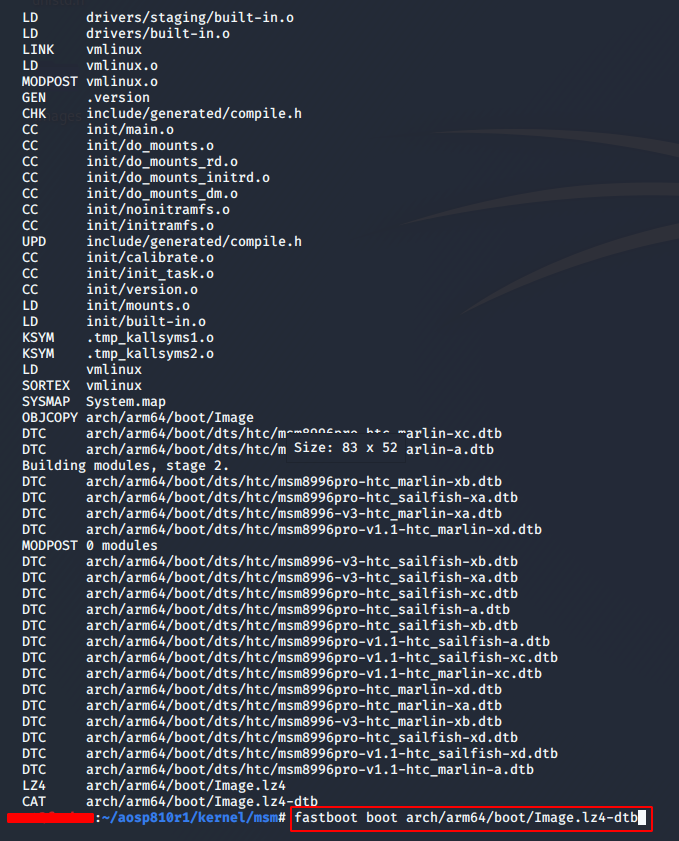 LD drivers/staging/built-in.o
LD drivers/built-in.o
LINK vmlinux
LD vmlinux.o
MODPOST vmlinux.o
GEN .version
CHK include/generated/compile.h
CC init/main.o
CC init/do_mounts.o
CC init/do_mounts_rd.o
CC init/do_mounts_initrd.o
CC init/do_mounts_dm.o
CC init/noinitramfs.o
CC init/initramfs.o
UPD include/generated/compile.h
CC init/calibrate.o
CC init/init_task.o
CC init/version.o
LD init/mounts.o
LD init/built-in.o
KSYM .tmp_kallsyms1.o
KSYM .tmp_kallsyms2.o
LD vmlinux
SORTEX vmlinux
SYSMAP System.map
OBJCOPY arch/arm64/boot/Image
DTC arch/arm64/boot/dts/htc/msm8996pro-htc_marlin-xc.dtb
DTC arch/arm64/boot/dts/htc/m Size: 83 x 52 arlin-a.dtb
Building modules, stage 2.
DTC arch/arm64/boot/dts/htc/msm8996pro-htc_marlin-xb.dtb
DTC arch/arm64/boot/dts/htc/msm8996pro-htc_sailfish-xa.dtb
DTC arch/arm64/boot/dts/htc/msm8996-v3-htc_marlin-xa.dtb
DTC arch/arm64/boot/dts/htc/msm8996pro-v1.1-htc_marlin-xd.dtb
MODPOST 0 modules
DTC arch/arm64/boot/dts/htc/msm8996-v3-htc_sailfish-xb.dtb
DTC arch/arm64/boot/dts/htc/msm8996-v3-htc_sailfish-xa.dtb
DTC arch/arm64/boot/dts/htc/msm8996pro-htc_sailfish-xc.dtb
DTC arch/arm64/boot/dts/htc/msm8996pro-htc_sailfish-a.dtb
DTC arch/arm64/boot/dts/htc/msm8996pro-htc_sailfish-xb.dtb
DTC arch/arm64/boot/dts/htc/msm8996pro-v1.1-htc_sailfish-a.dtb
DTC arch/arm64/boot/dts/htc/msm8996pro-v1.1-htc_sailfish-xc.dtb
DTC arch/arm64/boot/dts/htc/msm8996pro-v1.1-htc_marlin-xc.dtb
DTC arch/arm64/boot/dts/htc/msm8996pro-htc_marlin-xd.dtb
DTC arch/arm64/boot/dts/htc/msm8996pro-htc_marlin-xa.dtb
DTC arch/arm64/boot/dts/htc/msm8996-v3-htc_marlin-xb.dtb
DTC arch/arm64/boot/dts/htc/msm8996pro-htc_sailfish-xd.dtb
DTC arch/arm64/boot/dts/htc/msm8996pro-v1.1-htc_sailfish-xd.dtb
DTC arch/arm64/boot/dts/htc/msm8996pro-v1.1-htc_marlin-a.dtb
LZ4 arch/arm64/boot/Image.lz4
CAT arch/arm64/boot/Image.lz4-dtb
:~/aosp810r1/kernel/msm# fastboot boot arch/arm64/boot/Image.lz4-dtb